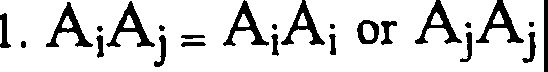 1. AᵢAⱼ = AᵢAᵢ or AⱼAⱼ